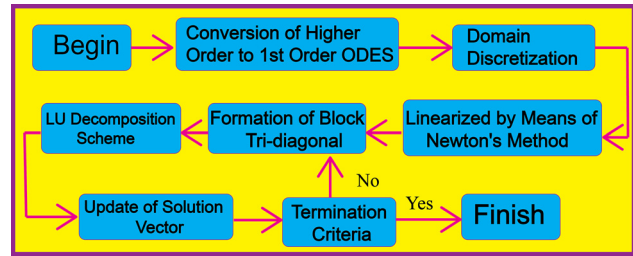 Begin
Conversion of Higher
Order to 1st Order ODES
Domain
Discretization
LU Decomposition
Scheme
Formation of Block
Tri-diagonal
Linearized by Means of
Newton's Method
No
Update of Solution
Vector
Termination
Criteria
Yes
Finish